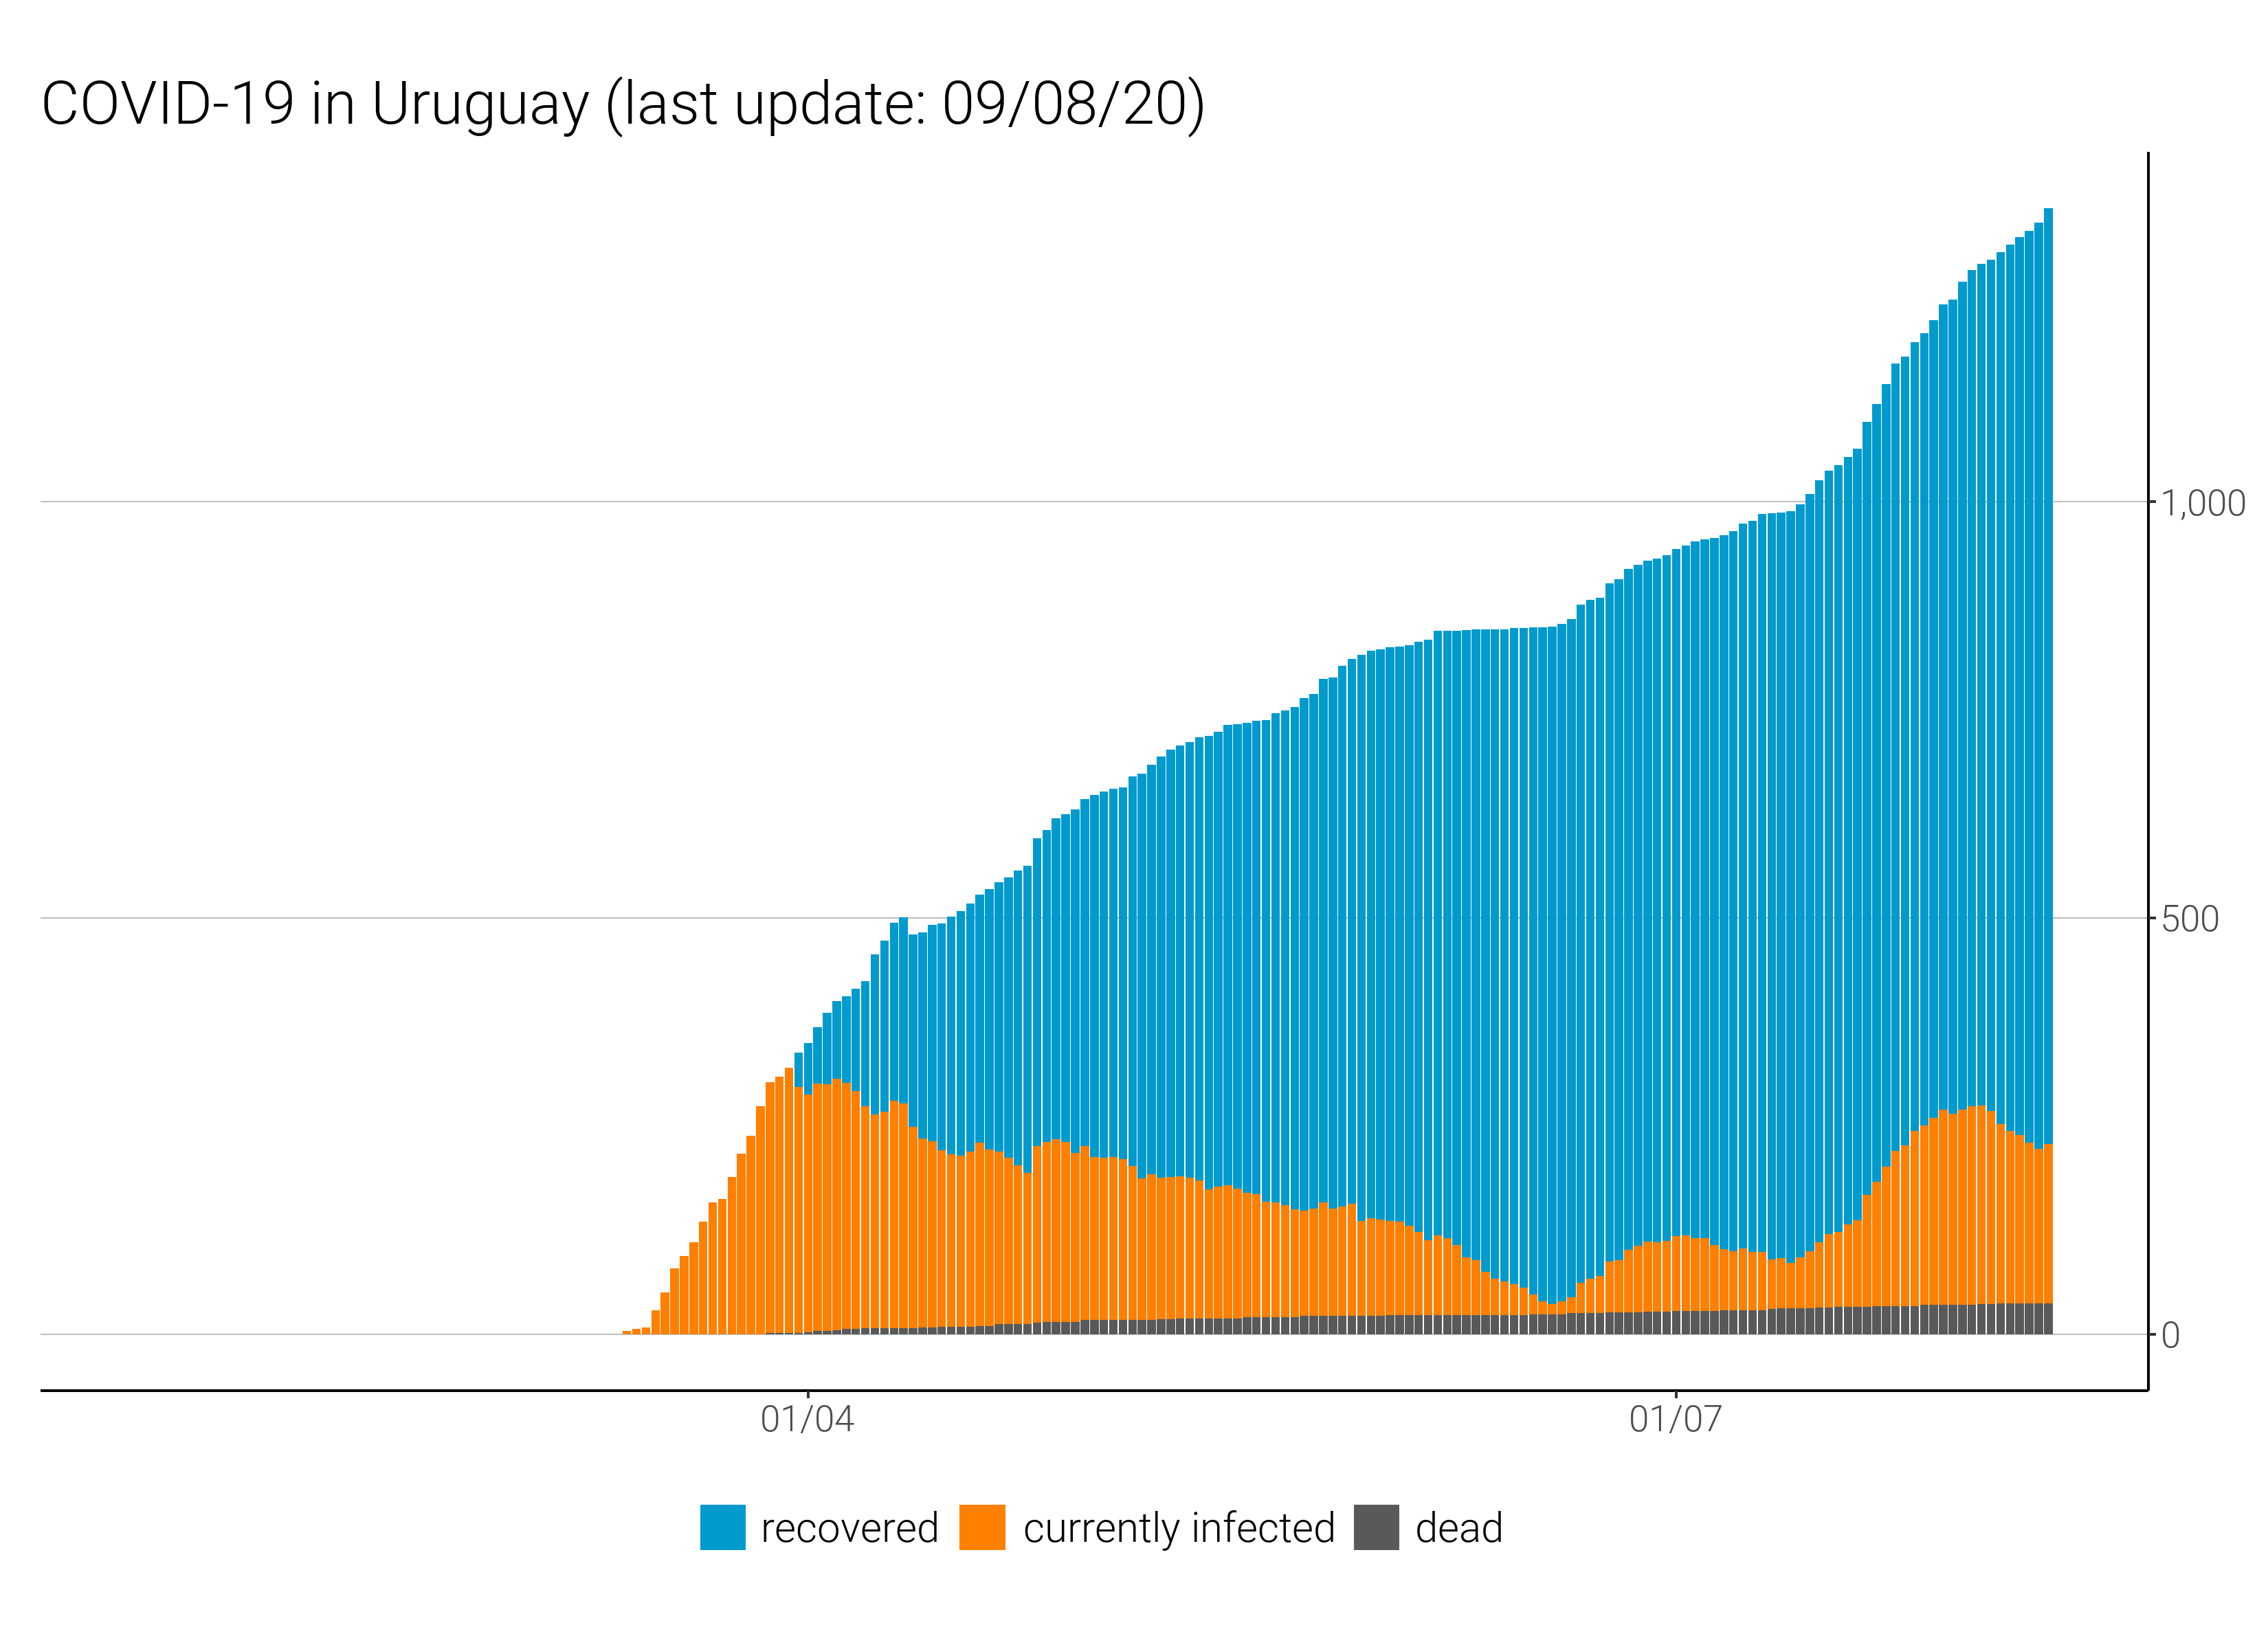 COVID-19 in Uruguay (last update: 09/08/20)
1,000
500
0
01/04 01/07
recovered currently infected dead